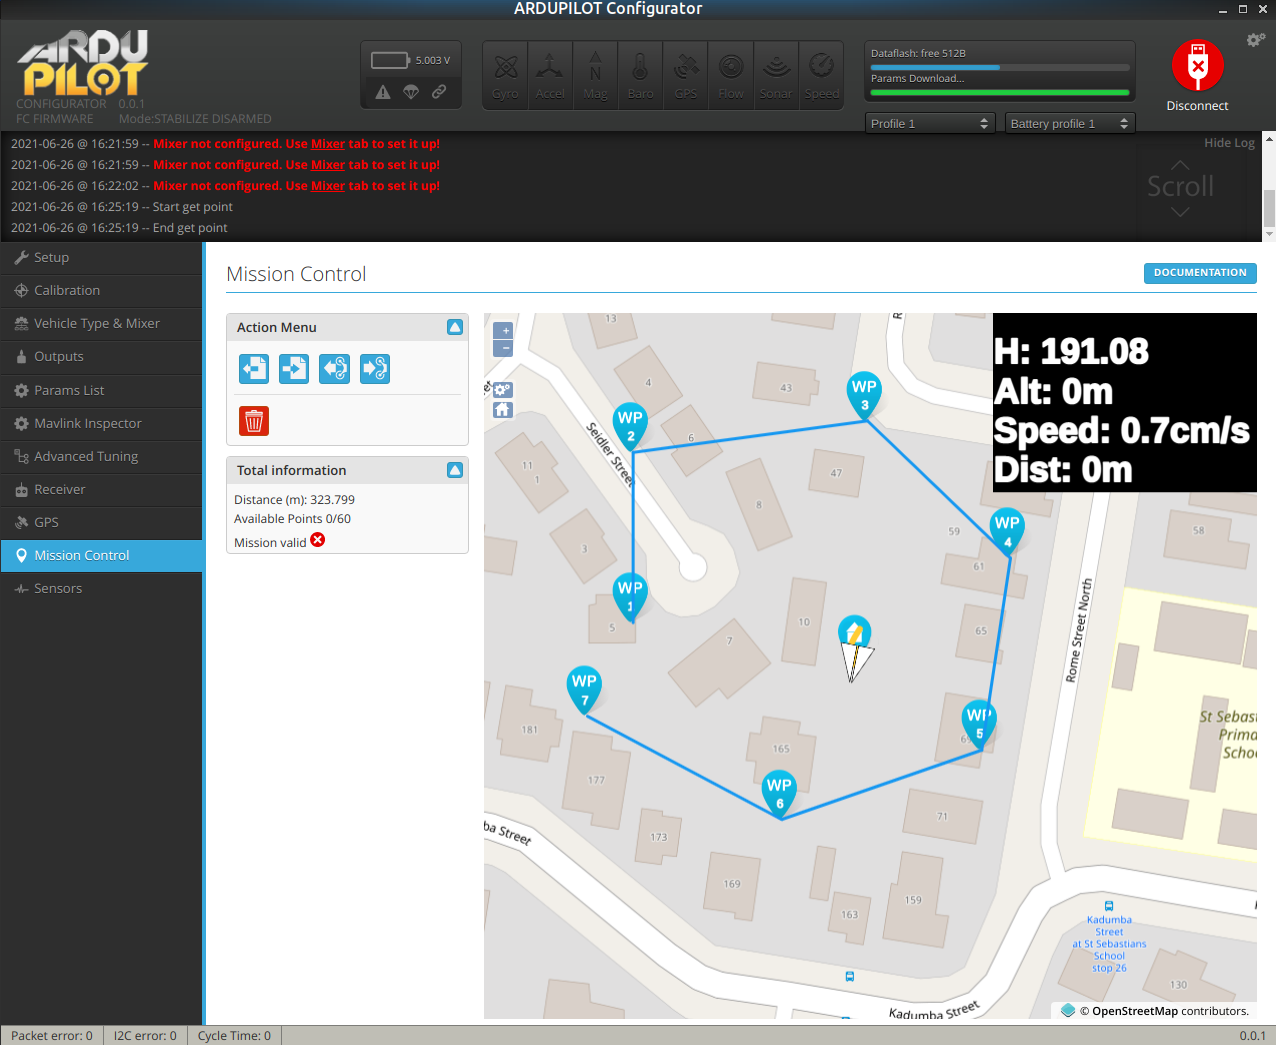 ARDUPILOT Configurator
ARDU
PILOT
CONFIGURATOR 0.0.1
FC FIRMWARE Mode:STABILIZE DISARMED
5.003 V
Gyro
Accel
N
Mag
Baro
GPS
Flow
Sonar
Speed
Dataflash: free 512B
Params Download...
Profile 1
Battery profile 1
Disconnect
2021-06-26 @ 16:21:59 -- Mixer not configured. Use Mixer tab to set it up!
2021-06-26 @ 16:21:59 -- Mixer not configured. Use Mixer tab to set it up!
2021-06-26 @ 16:22:02 -- Mixer not configured. Use Mixer tab to set it up!
2021-06-26 @ 16:25:19 -- Start get point
2021-06-26 @ 16:25:19 -- End get point
Hide Log
Scroll
Setup
Calibration
Vehicle Type & Mixer
Outputs
Params List
Mavlink Inspector
Advanced Tuning
Receiver
GPS
Mission Control
Sensors
Mission Control
DOCUMENTATION
Action Menu
Total information
Distance (m): 323.799
Available Points 0/60
Mission valid
+
−
H: 191.08
Alt: 0m
Speed: 0.7cm/s
Dist: 0m
13
R
4
43
WP
3
WP
2
6
Seidler Street
11
1
47
8
59
WP
4
58
3
61
WP
1
5
10
65
7
Rome Street North
WP
7
WP
5
181
165
St Sebast
Prima
Schoo
177
WP
6
71
ba Street
173
169
159
163
Kadumba
Street
at St Sebastians
School
stop 26
130
Kadumba Street
© OpenStreetMap contributors.
Packet error: 0
I2C error: 0
Cycle Time: 0
0.0.1